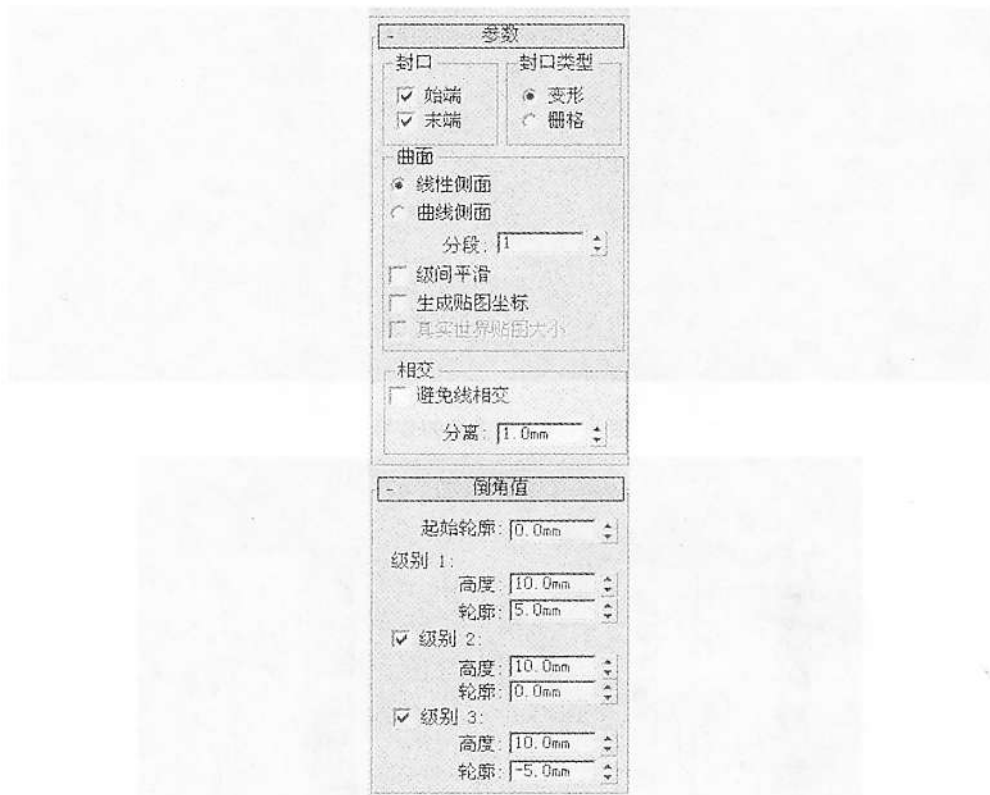 参数
封口 封口类型
始端 变形
末端 栅格
曲面
线性侧面
曲线侧面
分段: 1
级间平滑
生成贴图坐标
真实世界贴图大小
相交
避免线相交
分离: 1.0mm
倒角值
起始轮廓: 0.0mm
级别 1:
高度: 10.0mm
轮廓: 5.0mm
级别 2:
高度: 10.0mm
轮廓: 0.0mm
级别 3:
高度: 10.0mm
轮廓: -5.0mm